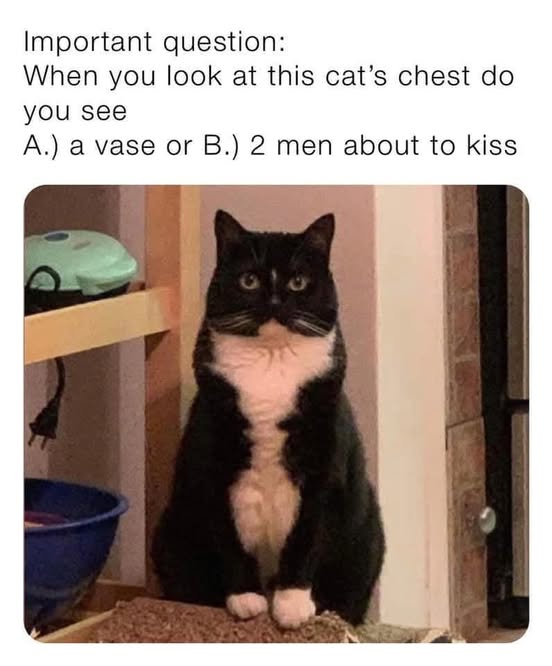 Important question:
When you look at this cat’s chest do
you see
A.) a vase or B.) 2 men about to kiss